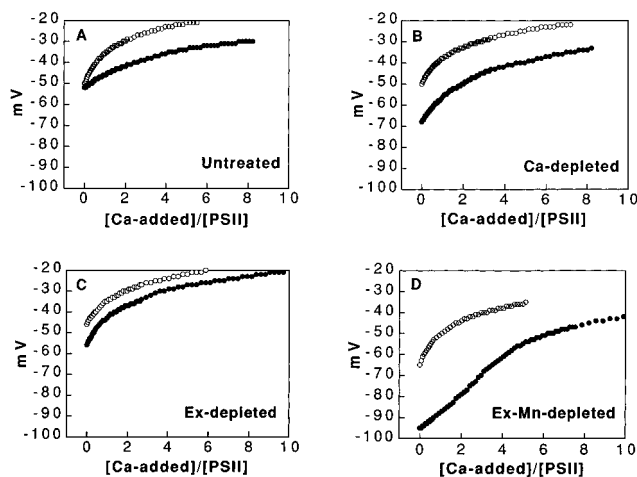 A
B
mV
-20
-30
-40
-50
-60
-70
-80
-90
-100
Untreated
0 2 4 6 8 10
[Ca-added]/[PSII]
mV
-20
-30
-40
-50
-60
-70
-80
-90
-100
Ca-depleted
0 2 4 6 8 10
[Ca-added]/[PSII]
C
D
mV
-20
-30
-40
-50
-60
-70
-80
-90
-100
Ex-depleted
0 2 4 6 8 10
[Ca-added]/[PSII]
mV
-20
-30
-40
-50
-60
-70
-80
-90
-100
Ex-Mn-depleted
0 2 4 6 8 10
[Ca-added]/[PSII]